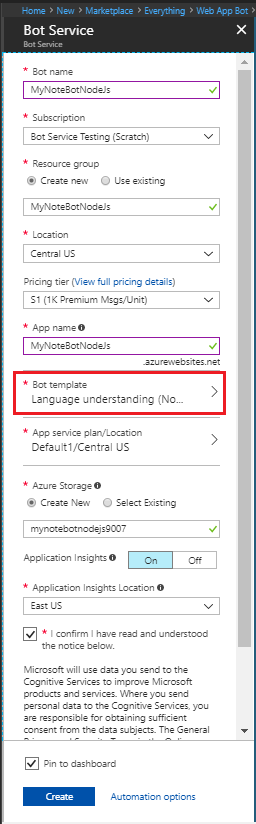 Home > New > Marketplace > Everything > Web App Bot >
Bot Service
Bot Service
* Bot name
MyNoteBotNodeJs
* Subscription
Bot Service Testing (Scratch)
* Resource group
Create new Use existing
MyNoteBotNodeJs
* Location
Central US
Pricing tier (View full pricing details)
S1 (1K Premium Msgs/Unit)
* App name
MyNoteBotNodeJs
.azurewebsites.net
* Bot template
Language understanding (No...
* App service plan/Location
Default1/Central US
* Azure Storage
Create New Select Existing
mynotebotnodejs9007
Application Insights On Off
* Application Insights Location
East US
* I confirm I have read and understood
the notice below.
Microsoft will use data you send to the
Cognitive Services to improve Microsoft
products and services. Where you send
personal data to the Cognitive Services, you
are responsible for obtaining sufficient
consent from the data subjects. The General
Pin to dashboard
Create Automation options